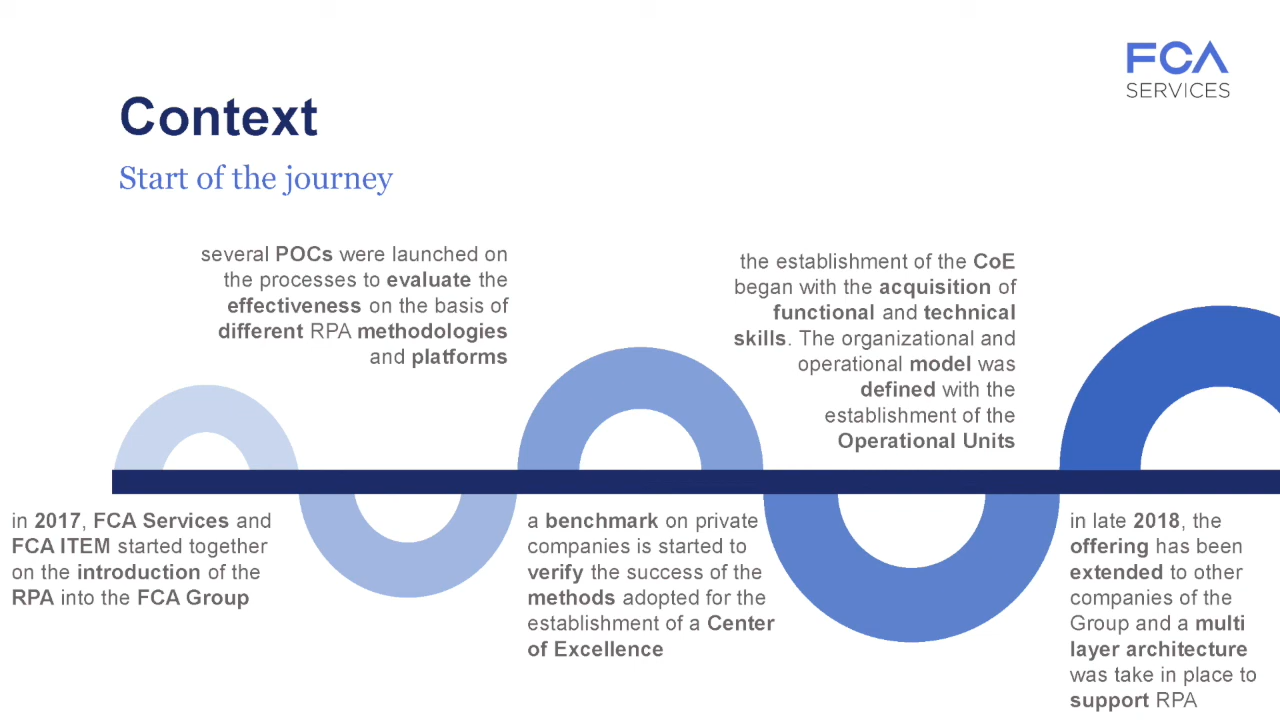 FCA
SERVICES
Context
Start of the journey
several POCs were launched on
the processes to evaluate the
effectiveness on the basis of
different RPA methodologies
and platforms
the establishment of the CoE
began with the acquisition of
functional and technical
skills. The organizational and
operational model was
defined with the
establishment of the
Operational Units
in 2017, FCA Services and
FCA ITEM started together
on the introduction of the
RPA into the FCA Group
a benchmark on private
companies is started to
verify the success of the
methods adopted for the
establishment of a Center
of Excellence
in late 2018, the
offering has been
extended to other
companies of the
Group and a multi
layer architecture
was take in place to
support RPA